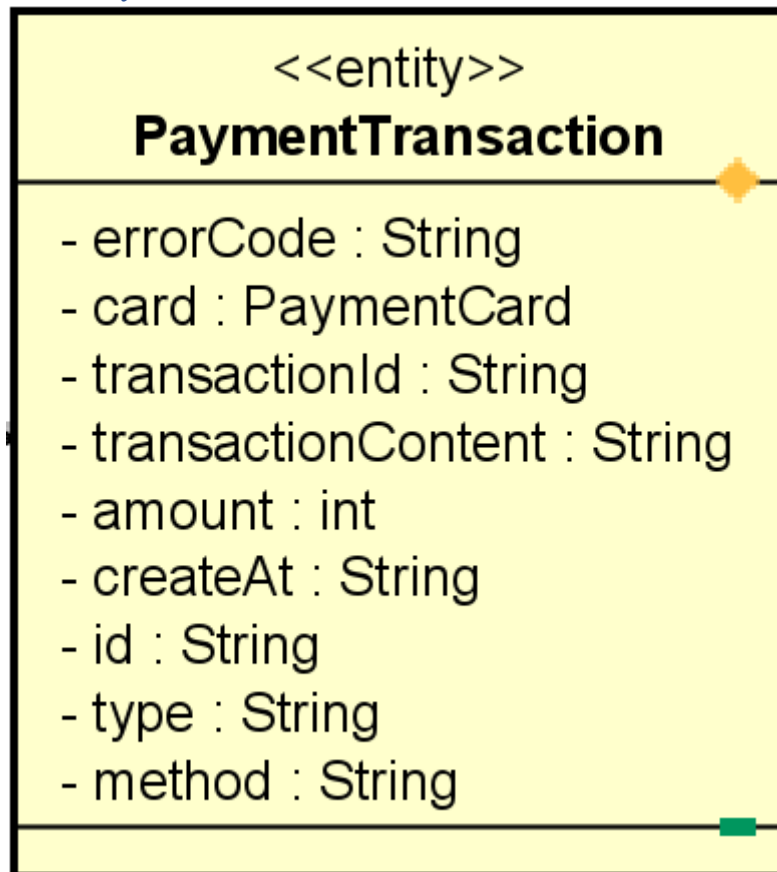 <<entity>>
PaymentTransaction
- errorCode : String
- card : PaymentCard
- transactionId : String
- transactionContent : String
- amount : int
- createAt : String
- id : String
- type : String
- method : String